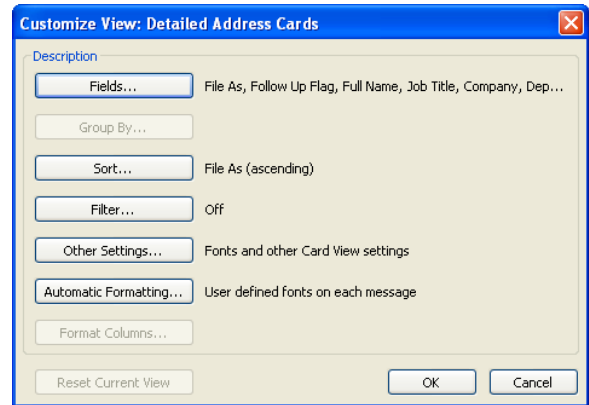 Customize View: Detailed Address Cards
Description
Fields... File As, Follow Up Flag, Full Name, Job Title, Company, Dep...
Group By...
Sort... File As (ascending)
Filter... Off
Other Settings... Fonts and other Card View settings
Automatic Formatting... User defined fonts on each message
Format Columns...
Reset Current View OK Cancel